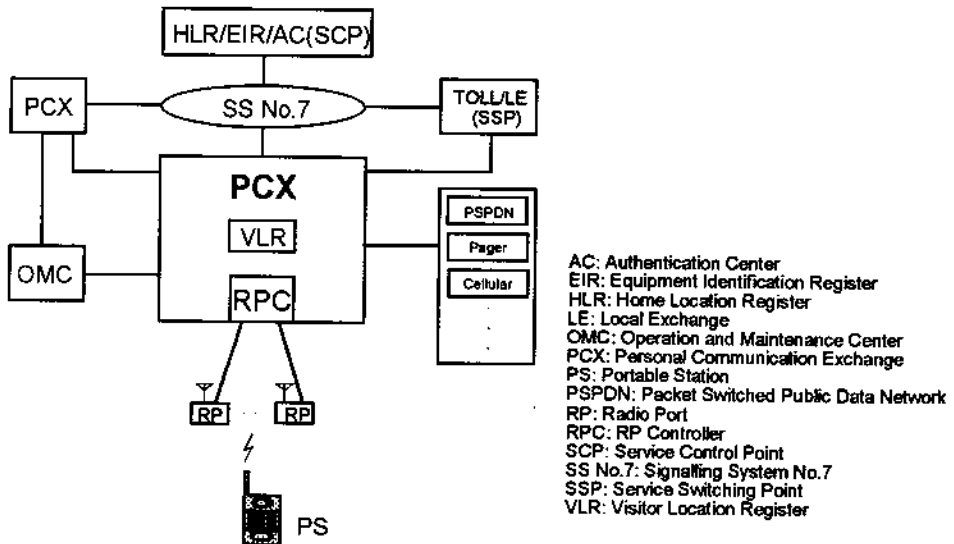 HLR/EIR/AC(SCP)
PCX
SS No.7
TOLL/LE
(SSP)
PCX
VLR
RPC
OMC
PSPDN
Pager
Cellular
RP
RP
PS
AC: Authentication Center
EIR: Equipment Identification Register
HLR: Home Location Register
LE: Local Exchange
OMC: Operation and Maintenance Center
PCX: Personal Communication Exchange
PS: Portable Station
PSPDN: Packet Switched Public Data Network
RP: Radio Port
RPC: RP Controller
SCP: Service Control Point
SS No.7: Signalling System No.7
SSP: Service Switching Point
VLR: Visitor Location Register